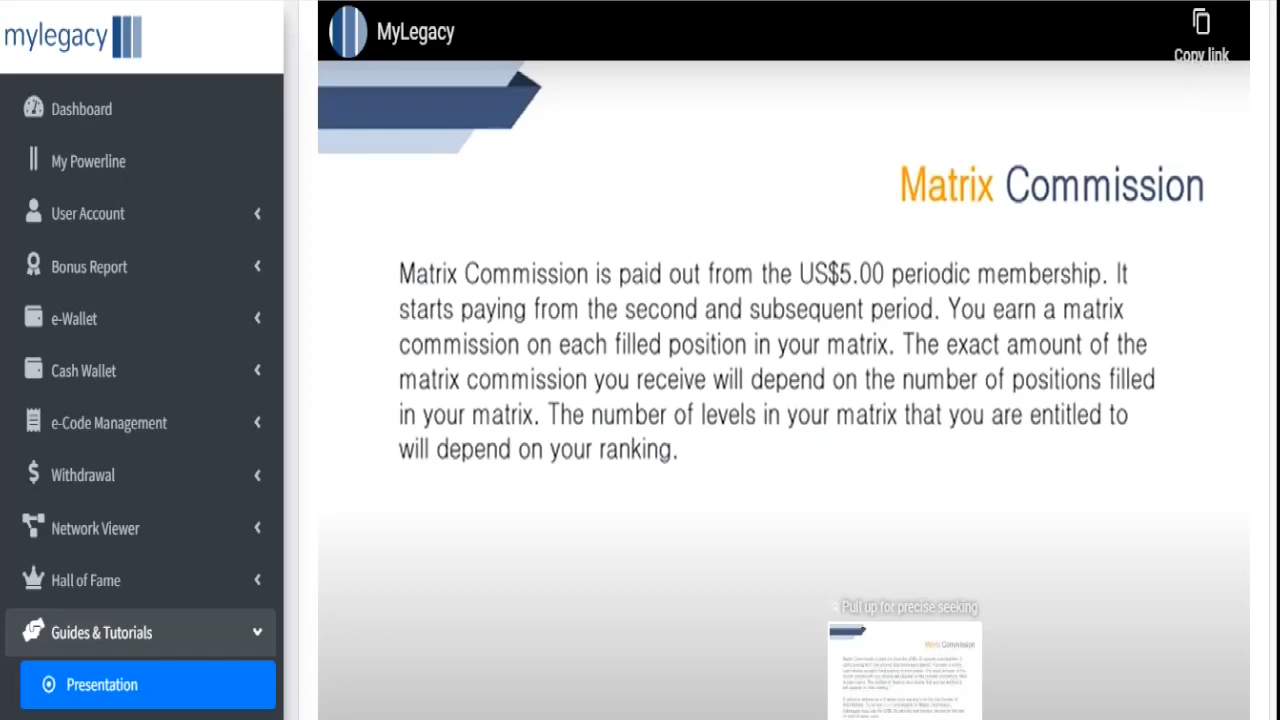 mylegacy
Dashboard
My Powerline
User Account
Bonus Report
e-Wallet
Cash Wallet
e-Code Management
Withdrawal
Network Viewer
Hall of Fame
Guides & Tutorials
Presentation
MyLegacy
Copy link
Matrix Commission
Matrix Commission is paid out from the US$5.00 periodic membership. It
starts paying from the second and subsequent period. You earn a matrix
commission on each filled position in your matrix. The exact amount of the
matrix commission you receive will depend on the number of positions filled
in your matrix. The number of levels in your matrix that you are entitled to
will depend on your ranking.
Pull up for precise seeking
Matrix Commission